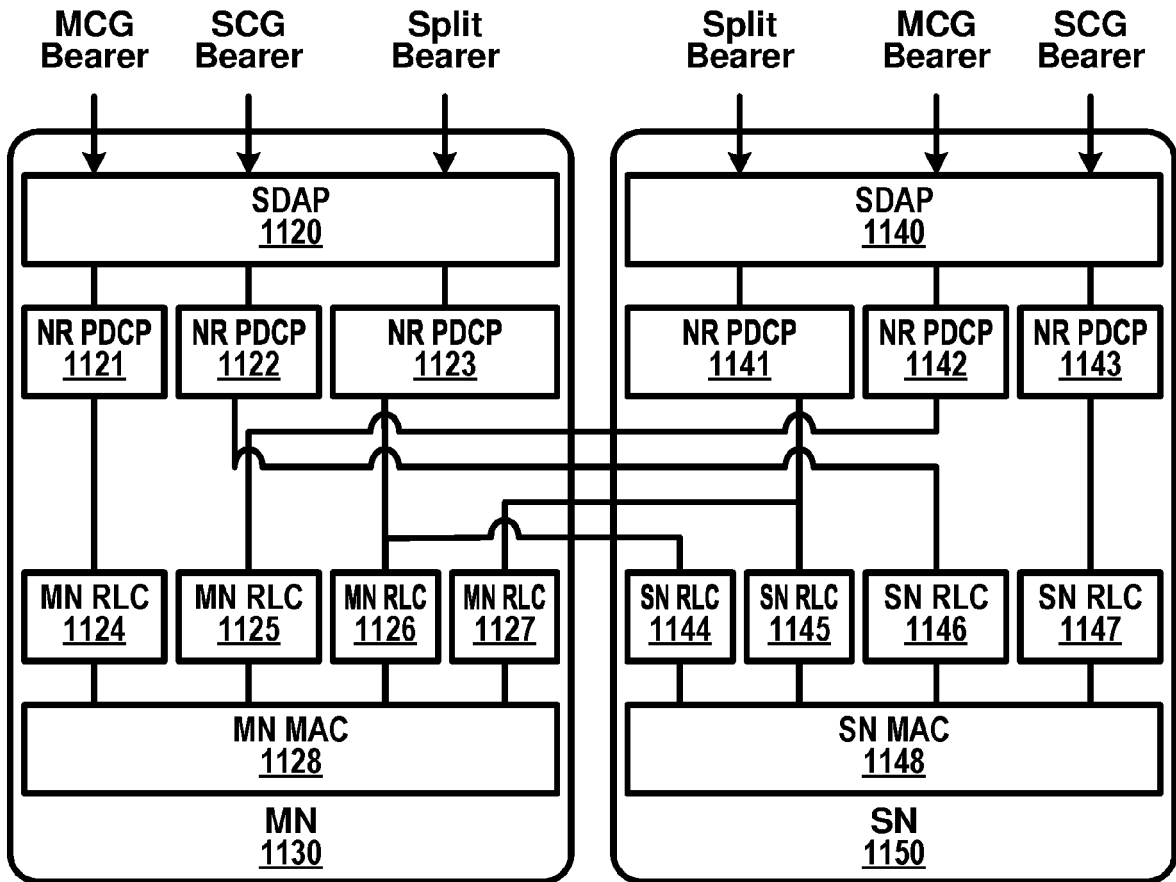 MCG
Bearer
SCG
Bearer
Split
Bearer
Split
Bearer
MCG
Bearer
SCG
Bearer
SDAP
1120
SDAP
1140
NR PDCP
1121
NR PDCP
1122
NR PDCP
1123
NR PDCP
1141
NR PDCP
1142
NR PDCP
1143
MN RLC
1124
MN RLC
1125
MN RLC
1126
MN RLC
1127
SN RLC
1144
SN RLC
1145
SN RLC
1146
SN RLC
1147
MN MAC
1128
SN MAC
1148
MN
1130
SN
1150